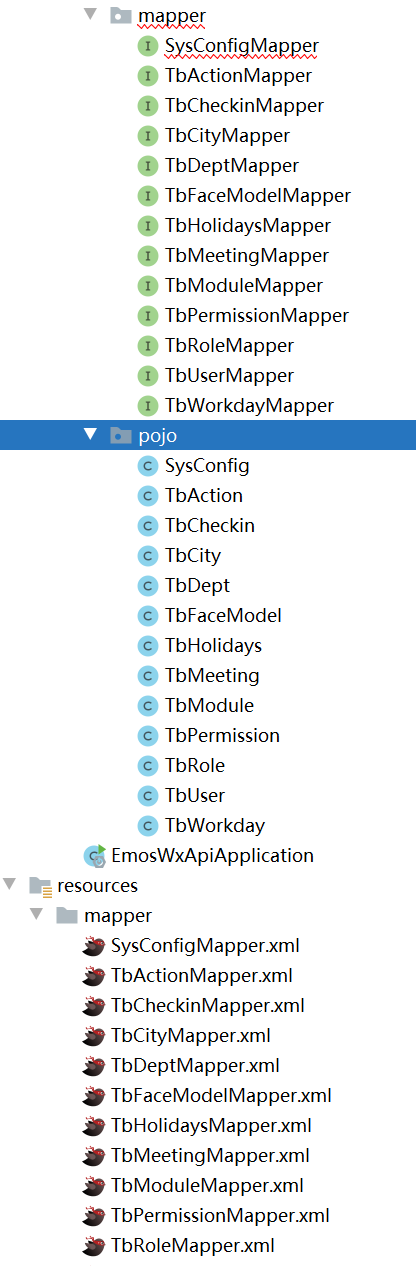 mapper
I SysConfigMapper
I TbActionMapper
I TbCheckinMapper
I TbCityMapper
I TbDeptMapper
I TbFaceModelMapper
I TbHolidaysMapper
I TbMeetingMapper
I TbModuleMapper
I TbPermissionMapper
I TbRoleMapper
I TbUserMapper
I TbWorkdayMapper
pojo
C SysConfig
C TbAction
C TbCheckin
C TbCity
C TbDept
C TbFaceModel
C TbHolidays
C TbMeeting
C TbModule
C TbPermission
C TbRole
C TbUser
C TbWorkday
C EmosWxApiApplication
resources
mapper
SysConfigMapper.xml
TbActionMapper.xml
TbCheckinMapper.xml
TbCityMapper.xml
TbDeptMapper.xml
TbFaceModelMapper.xml
TbHolidaysMapper.xml
TbMeetingMapper.xml
TbModuleMapper.xml
TbPermissionMapper.xml
TbRoleMapper.xml